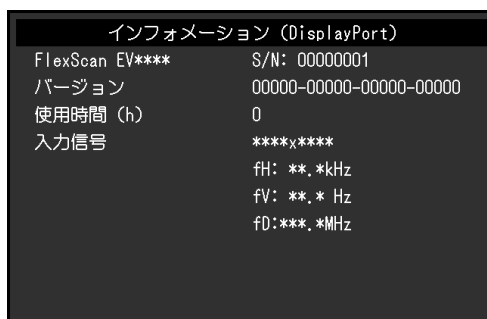 インフォメーション (DisplayPort)
FlexScan EV**** S/N: 00000001
バージョン 00000-00000-00000-00000
使用時間 (h) 0
入力信号 ****x****
fH: **.*kHz
fV: **.* Hz
fD:***.*MHz